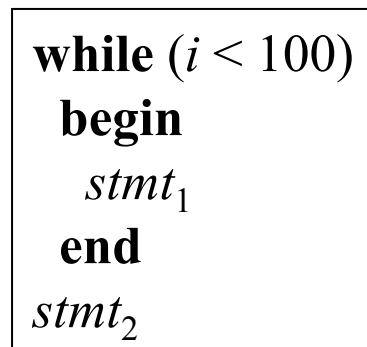 while (i < 100)
begin
stmt₁
end
stmt₂